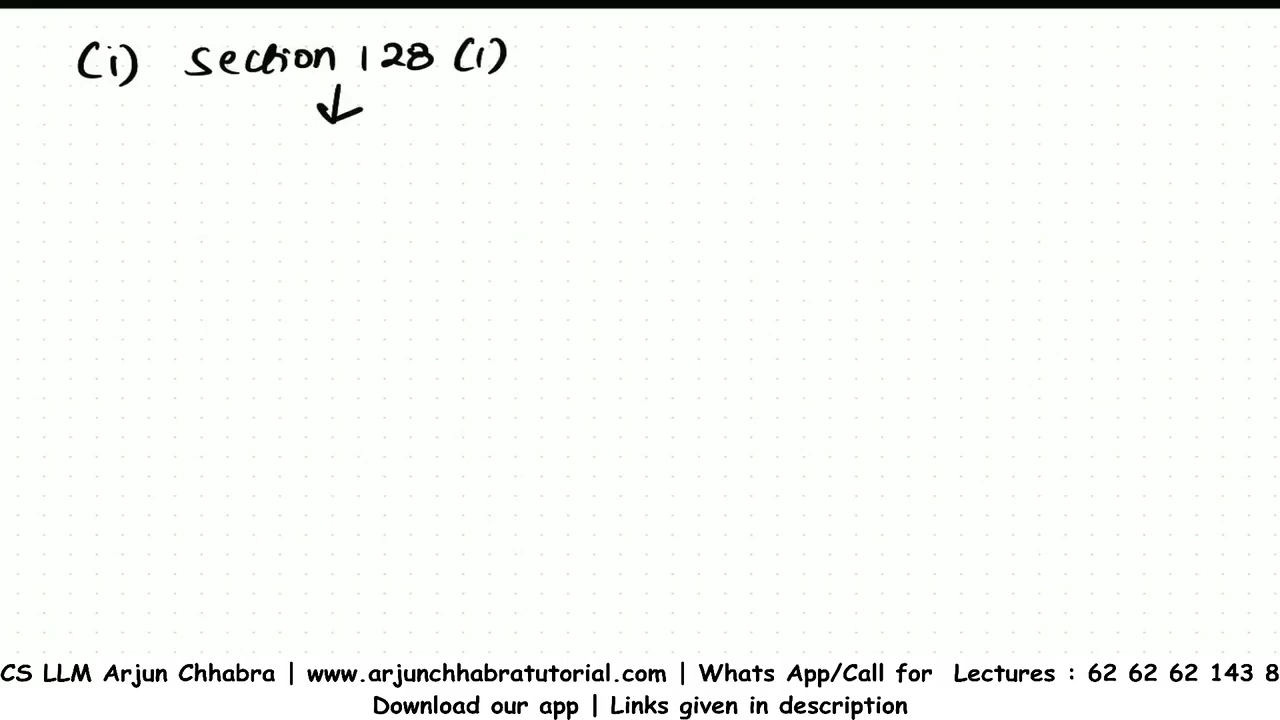 (i) Section 128 (1)
CS LLM Arjun Chhabra | www.arjunchhabratutorial.com | Whats App/Call for Lectures : 62 62 62 143 8
Download our app | Links given in description